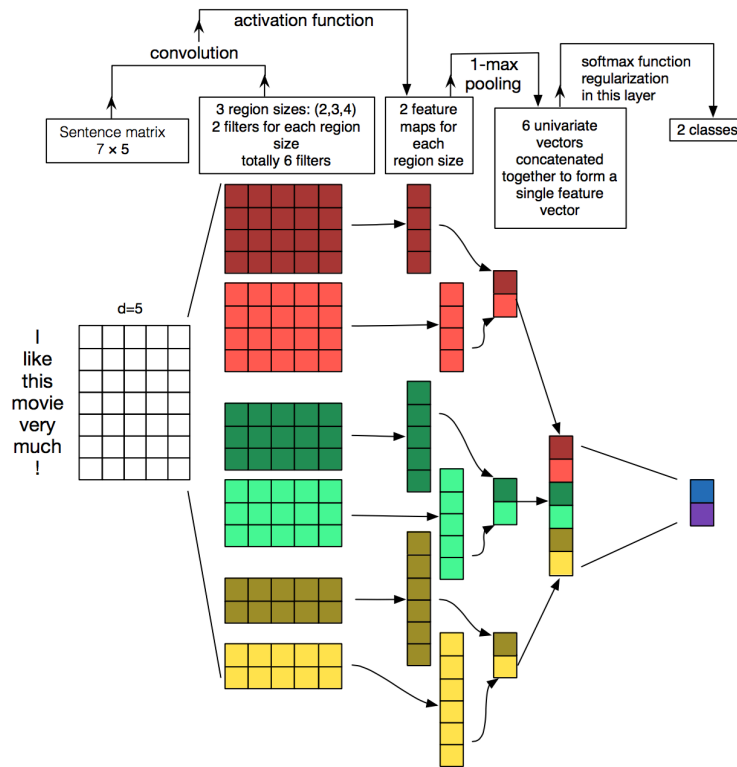 activation function
convolution
1-max
pooling
softmax function
regularization
in this layer
Sentence matrix
7 × 5
3 region sizes: (2,3,4)
2 filters for each region
size
totally 6 filters
2 feature
maps for
each
region size
6 univariate
vectors
concatenated
together to form a
single feature
vector
2 classes
d=5
I
like
this
movie
very
much
!